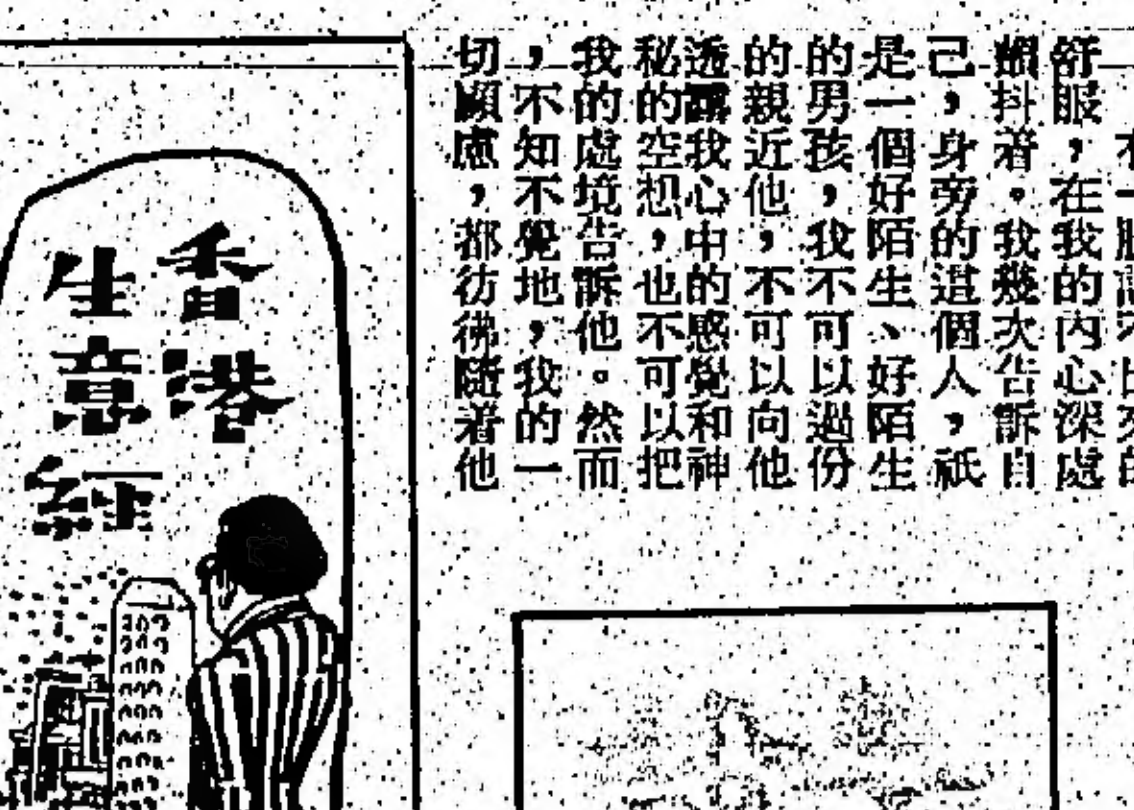 舒服，在我的內心深處
顫抖着。我幾次告訴自
己，身旁的這個人，祇
是一個好陌生、好陌生
的男孩，我不可以過份
的親近他，不可以向他
透露我心中的感覺和神
秘的空想，也不可以把
我的處境告訴他。然而
，不知不覺地，我的一
切顧慮，都彷彿隨着他
香港
生意經